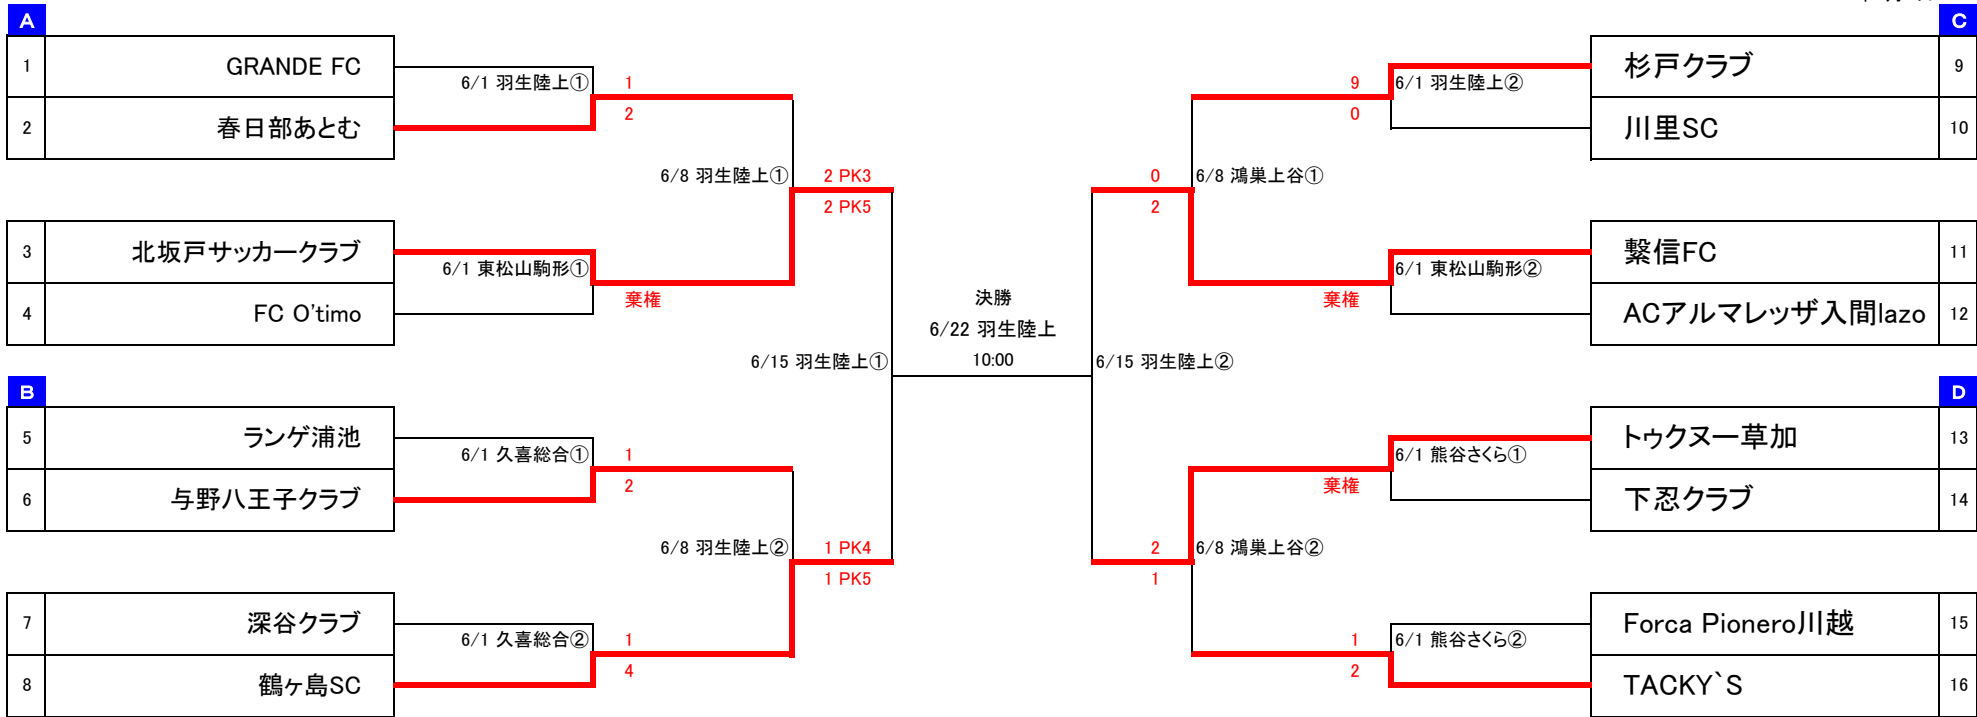 A
1 GRANDE FC
2 春日部あとむ
6/1 羽生陸上①
1
2
6/8 羽生陸上①
2 PK3
2 PK5
3 北坂戸サッカークラブ
4 FC O'timo
6/1 東松山駒形①
棄権
6/15 羽生陸上①
B
5 ランゲ浦池
6 与野八王子クラブ
6/1 久喜総合①
1
2
6/8 羽生陸上②
1 PK4
1 PK5
7 深谷クラブ
8 鶴ヶ島SC
6/1 久喜総合②
1
4
決勝
6/22 羽生陸上
10:00
C
杉戸クラブ 9
川里SC 10
6/1 羽生陸上②
9
0
6/8 鴻巣上谷①
0
2
繋信FC 11
ACアルマレッザ入間lazo 12
6/1 東松山駒形②
棄権
6/15 羽生陸上②
D
トゥクヌー草加 13
下忍クラブ 14
6/1 熊谷さくら①
棄権
6/8 鴻巣上谷②
2
1
Forca Pionero川越 15
TACKY`S 16
6/1 熊谷さくら②
1
2